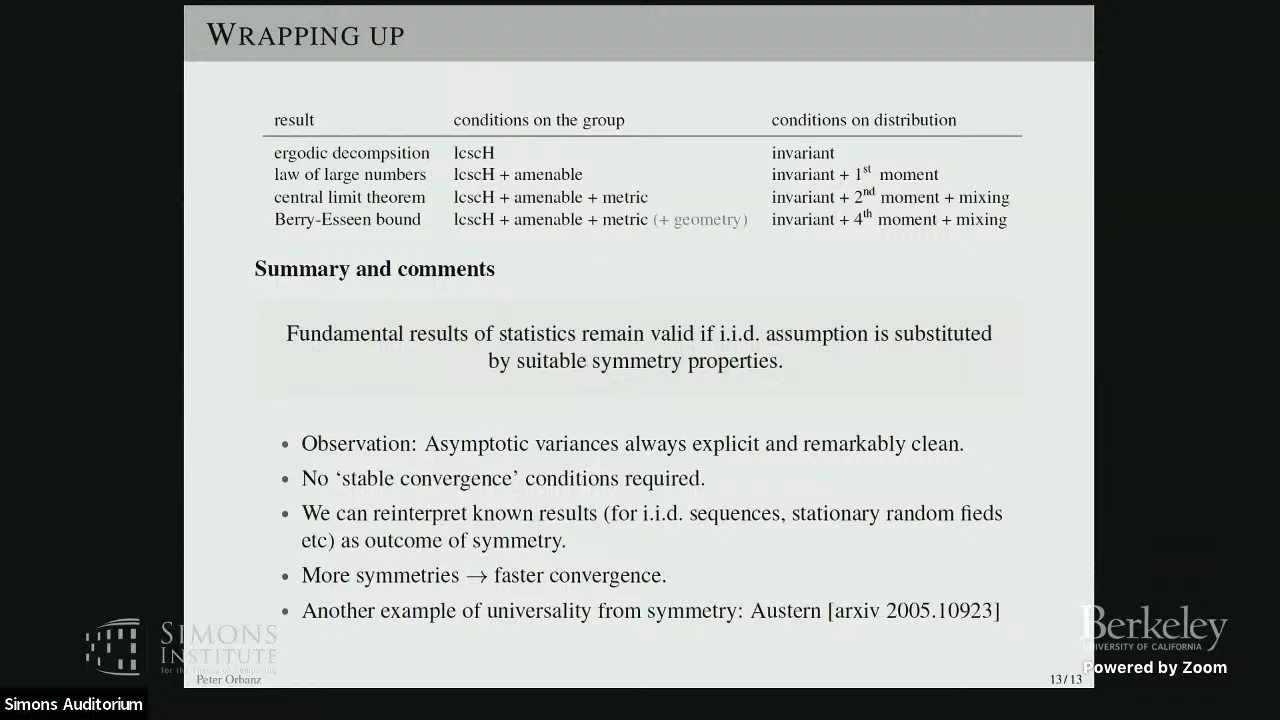 WRAPPING UP
result conditions on the group conditions on distribution
ergodic decompsition lcscH invariant
law of large numbers lcscH + amenable invariant + 1st moment
central limit theorem lcscH + amenable + metric invariant + 2nd moment + mixing
Berry-Esseen bound lcscH + amenable + metric (+ geometry) invariant + 4th moment + mixing
Summary and comments
Fundamental results of statistics remain valid if i.i.d. assumption is substituted
by suitable symmetry properties.
• Observation: Asymptotic variances always explicit and remarkably clean.
• No ‘stable convergence’ conditions required.
• We can reinterpret known results (for i.i.d. sequences, stationary random fieds
etc) as outcome of symmetry.
• More symmetries → faster convergence.
• Another example of universality from symmetry: Austern [arxiv 2005.10923]
SIMONS
INSTITUTE
for the Theory of Computing
Berkeley
UNIVERSITY OF CALIFORNIA
Powered by Zoom
Peter Orbanz
13 / 13
Simons Auditorium